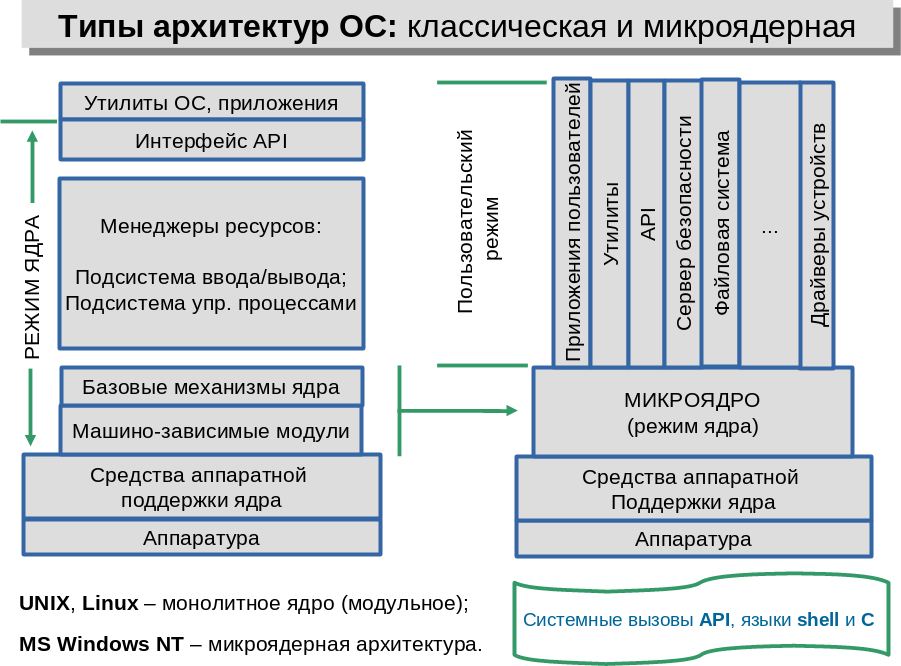 Типы архитектур ОС: классическая и микроядерная
Утилиты ОС, приложения
Интерфейс API
РЕЖИМ ЯДРА
Менеджеры ресурсов:
Подсистема ввода/вывода;
Подсистема упр. процессами
Базовые механизмы ядра
Машино-зависимые модули
Средства аппаратной
поддержки ядра
Аппаратура
Пользовательский
режим
Приложения пользователей
Утилиты
API
Сервер безопасности
Файловая система
...
Драйверы устройств
МИКРОЯДРО
(режим ядра)
Средства аппаратной
Поддержки ядра
Аппаратура
UNIX, Linux – монолитное ядро (модульное);
MS Windows NT – микроядерная архитектура.
Системные вызовы API, языки shell и C